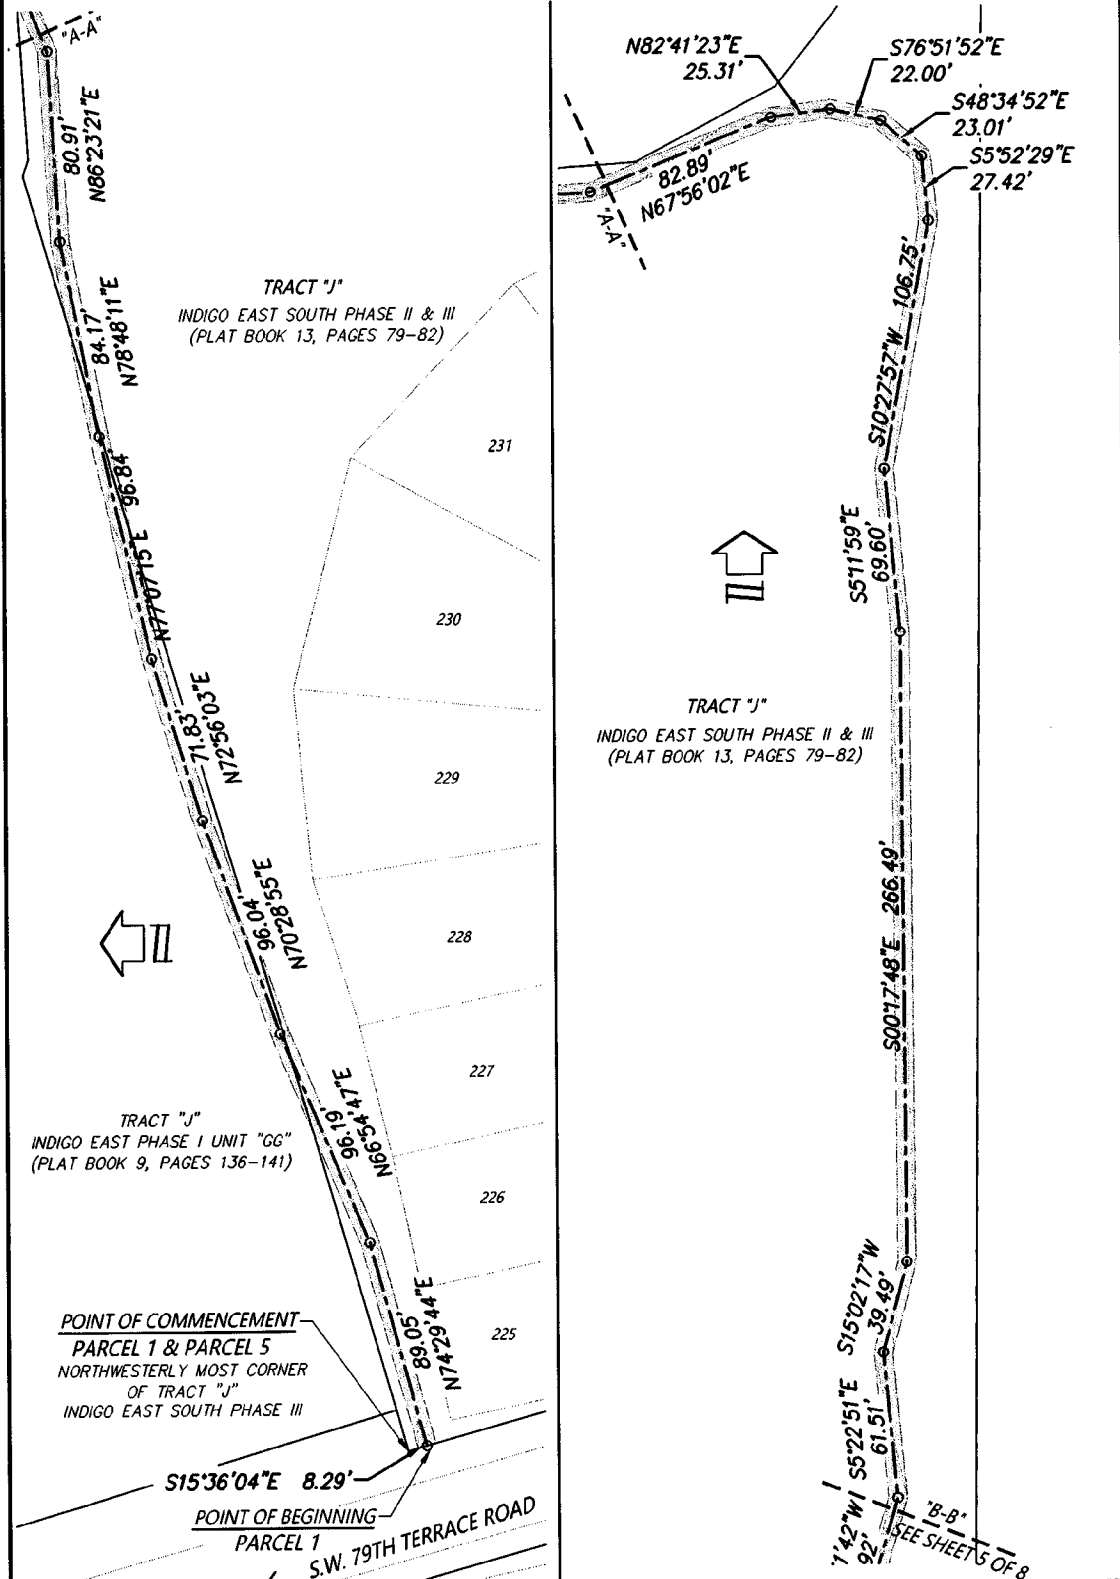 "A-A"
80.91'
N86°23'21"E
84.17'
N78°48'11"E
TRACT "J"
INDIGO EAST SOUTH PHASE II & III
(PLAT BOOK 13, PAGES 79-82)
231
96.84'
N77°07'15"E
230
71.83'
N72°56'03"E
229
96.04'
N70°28'55"E
228
227
96.19'
N66°54'47"E
TRACT "J"
INDIGO EAST PHASE I UNIT "GG"
(PLAT BOOK 9, PAGES 136-141)
226
89.05'
N74°29'44"E
225
POINT OF COMMENCEMENT
PARCEL 1 & PARCEL 5
NORTHWESTERLY MOST CORNER
OF TRACT "J"
INDIGO EAST SOUTH PHASE III
S15°36'04"E 8.29'
POINT OF BEGINNING
PARCEL 1
S.W. 79TH TERRACE ROAD
N82°41'23"E
25.31'
S76°51'52"E
22.00'
S48°34'52"E
23.01'
S5°52'29"E
27.42'
82.89'
N67°56'02"E
"A-A"
S10°27'57"W 106.75'
S5°11'59"E
69.60'
TRACT "J"
INDIGO EAST SOUTH PHASE II & III
(PLAT BOOK 13, PAGES 79-82)
S00°17'48"E 266.49'
S15°02'17"W
39.49'
S5°22'51"E
61.51'
1'42"W
92'
"B-B"
SEE SHEET 5 OF 8